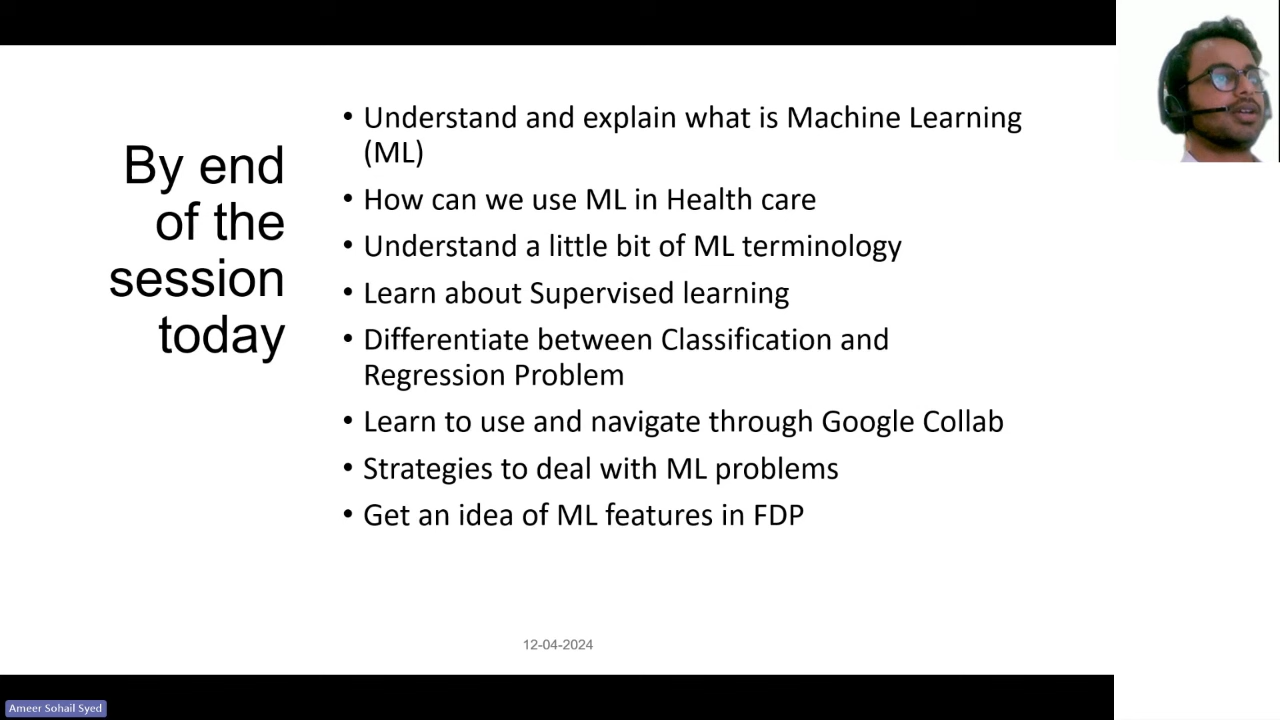 By end
of the
session
today
• Understand and explain what is Machine Learning
(ML)
• How can we use ML in Health care
• Understand a little bit of ML terminology
• Learn about Supervised learning
• Differentiate between Classification and
Regression Problem
• Learn to use and navigate through Google Collab
• Strategies to deal with ML problems
• Get an idea of ML features in FDP
12-04-2024
Ameer Sohail Syed